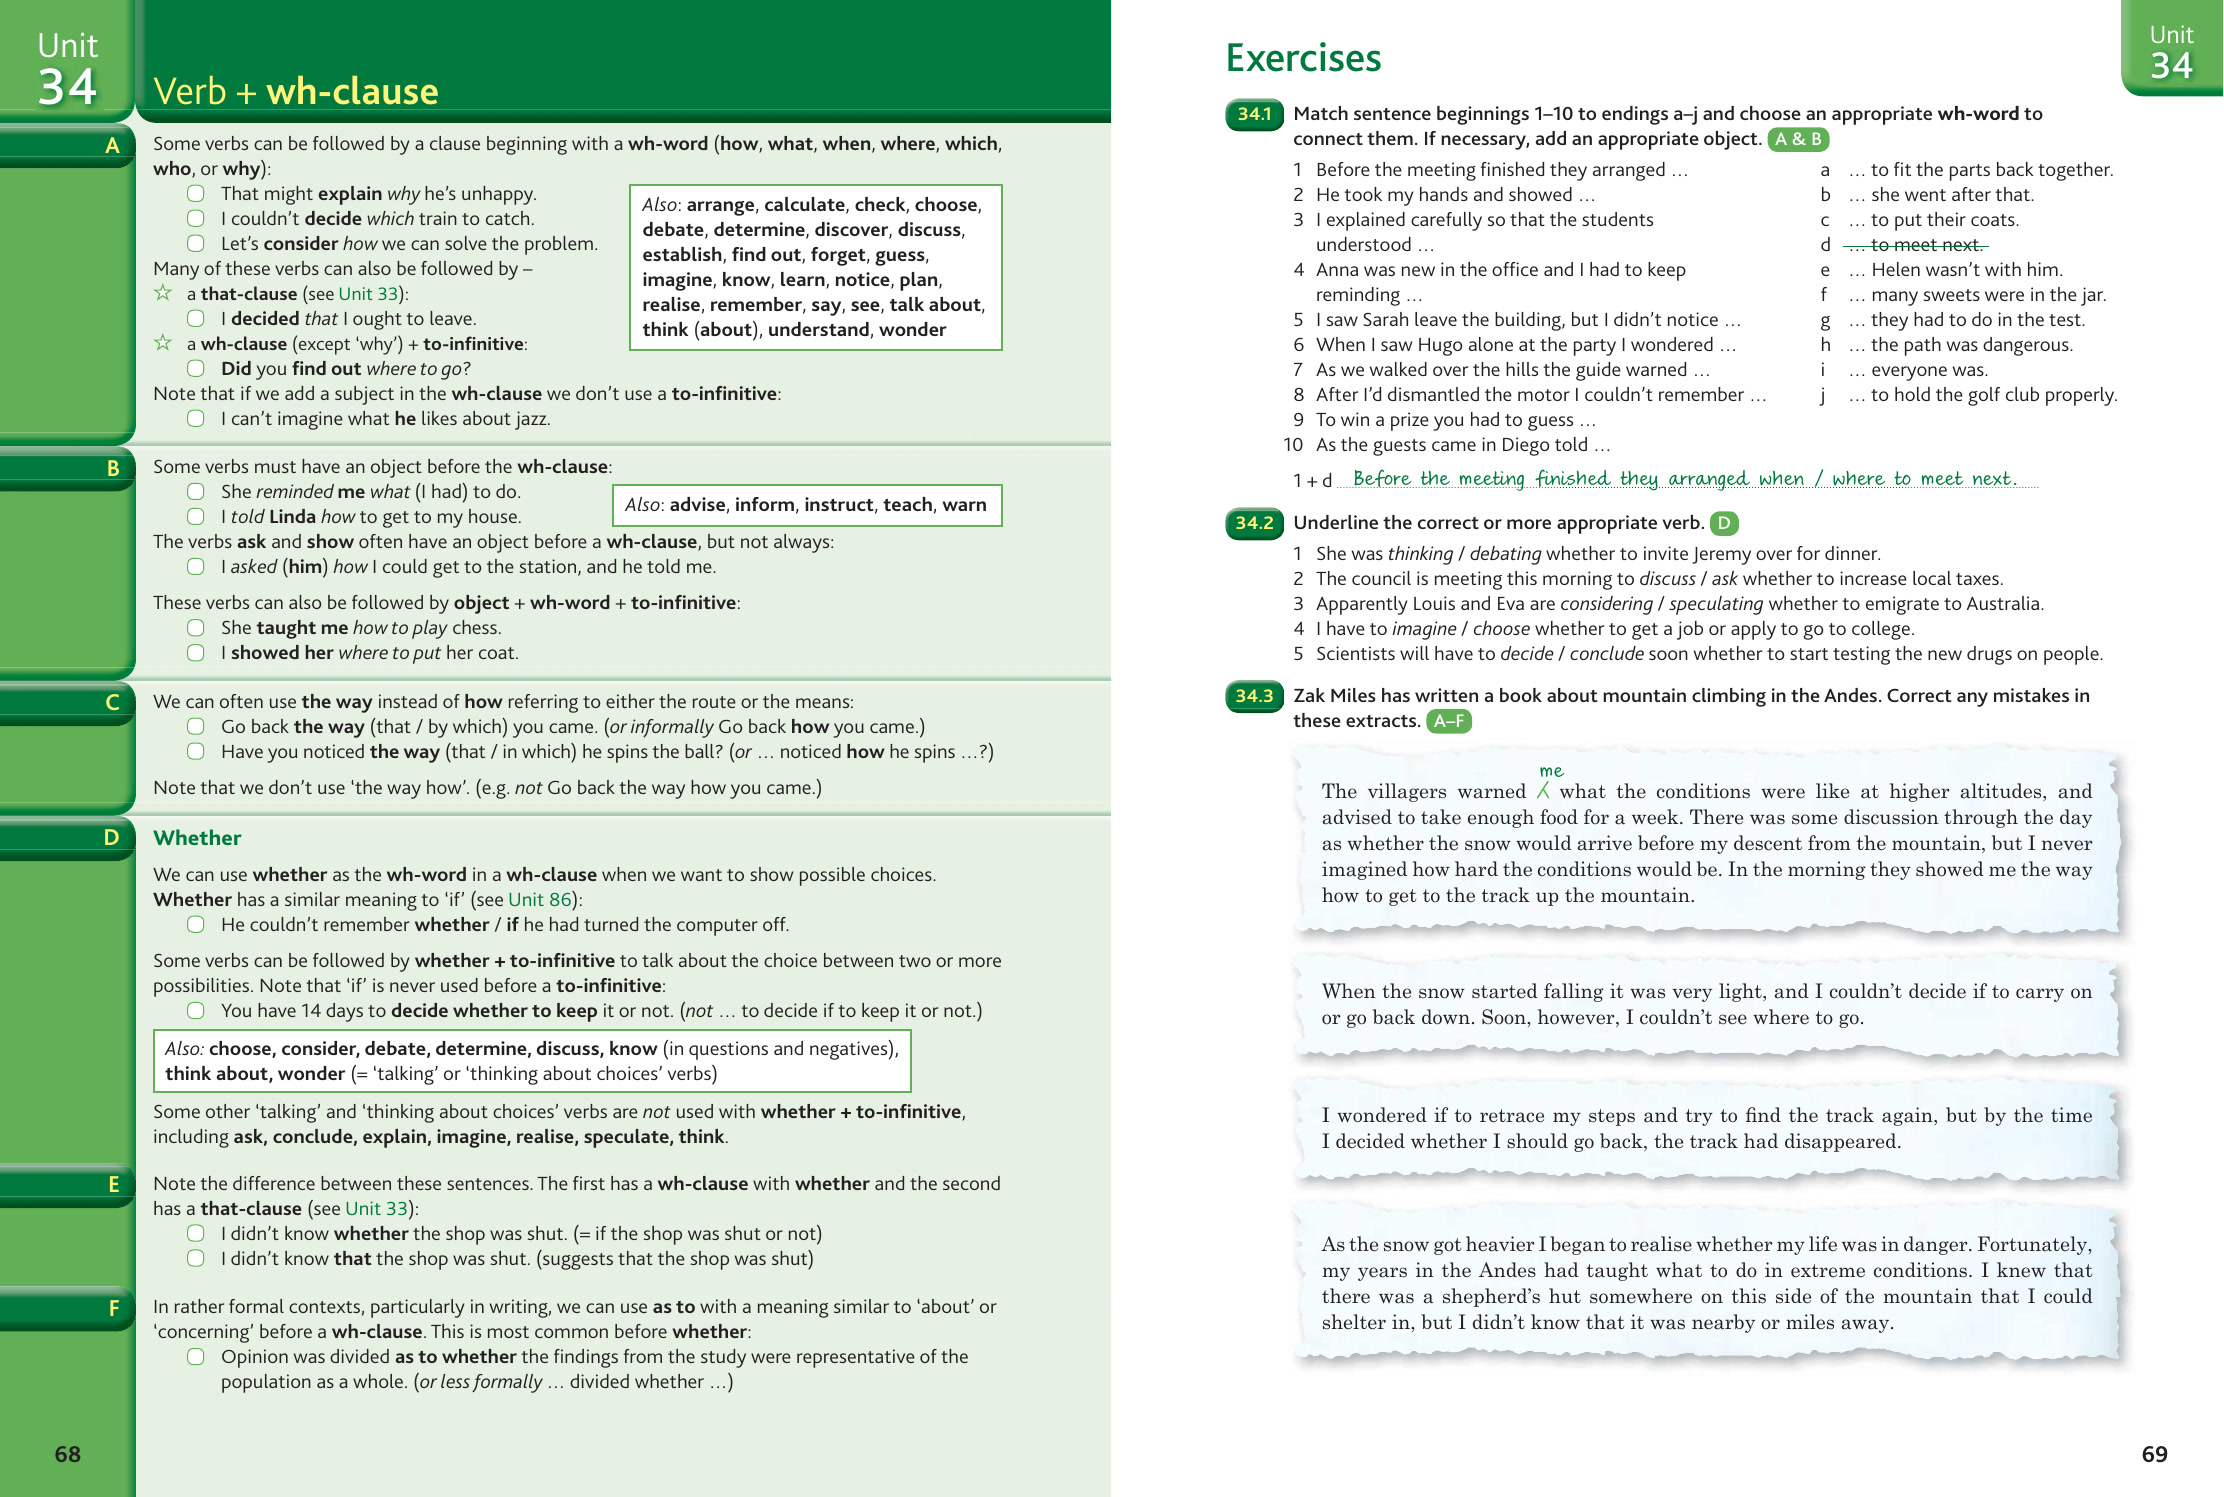 Unit
34
Verb + wh-clause
A
Some verbs can be followed by a clause beginning with a wh-word (how, what, when, where, which,
who, or why):
That might explain why he's unhappy.
I couldn't decide which train to catch.
Let's consider how we can solve the problem.
Also: arrange, calculate, check, choose,
debate, determine, discover, discuss,
establish, find out, forget, guess,
imagine, know, learn, notice, plan,
realise, remember, say, see, talk about,
think (about), understand, wonder
Many of these verbs can also be followed by –
☆ a that-clause (see Unit 33):
I decided that I ought to leave.
☆ a wh-clause (except 'why') + to-infinitive:
Did you find out where to go?
Note that if we add a subject in the wh-clause we don't use a to-infinitive:
I can't imagine what he likes about jazz.
B
Some verbs must have an object before the wh-clause:
She reminded me what (I had) to do.
I told Linda how to get to my house.
Also: advise, inform, instruct, teach, warn
The verbs ask and show often have an object before a wh-clause, but not always:
I asked (him) how I could get to the station, and he told me.
These verbs can also be followed by object + wh-word + to-infinitive:
She taught me how to play chess.
I showed her where to put her coat.
C
We can often use the way instead of how referring to either the route or the means:
Go back the way (that / by which) you came. (or informally Go back how you came.)
Have you noticed the way (that / in which) he spins the ball? (or … noticed how he spins …?)
Note that we don't use 'the way how'. (e.g. not Go back the way how you came.)
D
Whether
We can use whether as the wh-word in a wh-clause when we want to show possible choices.
Whether has a similar meaning to 'if' (see Unit 86):
He couldn't remember whether / if he had turned the computer off.
Some verbs can be followed by whether + to-infinitive to talk about the choice between two or more
possibilities. Note that 'if' is never used before a to-infinitive:
You have 14 days to decide whether to keep it or not. (not … to decide if to keep it or not.)
Also: choose, consider, debate, determine, discuss, know (in questions and negatives),
think about, wonder (= 'talking' or 'thinking about choices' verbs)
Some other 'talking' and 'thinking about choices' verbs are not used with whether + to-infinitive,
including ask, conclude, explain, imagine, realise, speculate, think.
E
Note the difference between these sentences. The first has a wh-clause with whether and the second
has a that-clause (see Unit 33):
I didn't know whether the shop was shut. (= if the shop was shut or not)
I didn't know that the shop was shut. (suggests that the shop was shut)
F
In rather formal contexts, particularly in writing, we can use as to with a meaning similar to 'about' or
'concerning' before a wh-clause. This is most common before whether:
Opinion was divided as to whether the findings from the study were representative of the
population as a whole. (or less formally … divided whether …)
68
Exercises
Unit
34
34.1 Match sentence beginnings 1–10 to endings a–j and choose an appropriate wh-word to
connect them. If necessary, add an appropriate object. A & B
1 Before the meeting finished they arranged …
2 He took my hands and showed …
3 I explained carefully so that the students
understood …
4 Anna was new in the office and I had to keep
reminding …
5 I saw Sarah leave the building, but I didn't notice …
6 When I saw Hugo alone at the party I wondered …
7 As we walked over the hills the guide warned …
8 After I'd dismantled the motor I couldn't remember …
9 To win a prize you had to guess …
10 As the guests came in Diego told …
a … to fit the parts back together.
b … she went after that.
c … to put their coats.
d … to meet next.
e … Helen wasn't with him.
f … many sweets were in the jar.
g … they had to do in the test.
h … the path was dangerous.
i … everyone was.
j … to hold the golf club properly.
1 + d Before the meeting finished they arranged when / where to meet next.
34.2 Underline the correct or more appropriate verb. D
1 She was thinking / debating whether to invite Jeremy over for dinner.
2 The council is meeting this morning to discuss / ask whether to increase local taxes.
3 Apparently Louis and Eva are considering / speculating whether to emigrate to Australia.
4 I have to imagine / choose whether to get a job or apply to go to college.
5 Scientists will have to decide / conclude soon whether to start testing the new drugs on people.
34.3 Zak Miles has written a book about mountain climbing in the Andes. Correct any mistakes in
these extracts. A–F
me
The villagers warned ⁁ what the conditions were like at higher altitudes, and
advised to take enough food for a week. There was some discussion through the day
as whether the snow would arrive before my descent from the mountain, but I never
imagined how hard the conditions would be. In the morning they showed me the way
how to get to the track up the mountain.
When the snow started falling it was very light, and I couldn't decide if to carry on
or go back down. Soon, however, I couldn't see where to go.
I wondered if to retrace my steps and try to find the track again, but by the time
I decided whether I should go back, the track had disappeared.
As the snow got heavier I began to realise whether my life was in danger. Fortunately,
my years in the Andes had taught what to do in extreme conditions. I knew that
there was a shepherd's hut somewhere on this side of the mountain that I could
shelter in, but I didn't know that it was nearby or miles away.
69